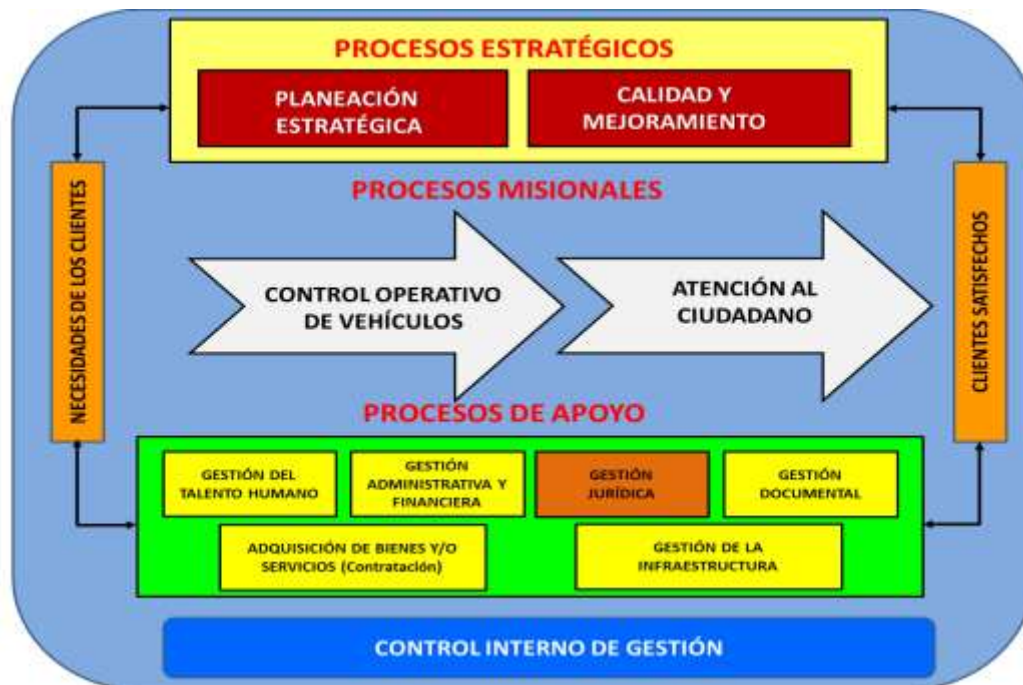 PROCESOS ESTRATÉGICOS
PLANEACIÓN
ESTRATÉGICA
CALIDAD Y
MEJORAMIENTO
NECESIDADES DE LOS CLIENTES
PROCESOS MISIONALES
CONTROL OPERATIVO
DE VEHÍCULOS
ATENCIÓN AL
CIUDADANO
CLIENTES SATISFECHOS
PROCESOS DE APOYO
GESTIÓN DEL
TALENTO HUMANO
GESTIÓN
ADMINISTRATIVA Y
FINANCIERA
GESTIÓN
JURÍDICA
GESTIÓN
DOCUMENTAL
ADQUISICIÓN DE BIENES Y/O
SERVICIOS (Contratación)
GESTIÓN DE LA
INFRAESTRUCTURA
CONTROL INTERNO DE GESTIÓN